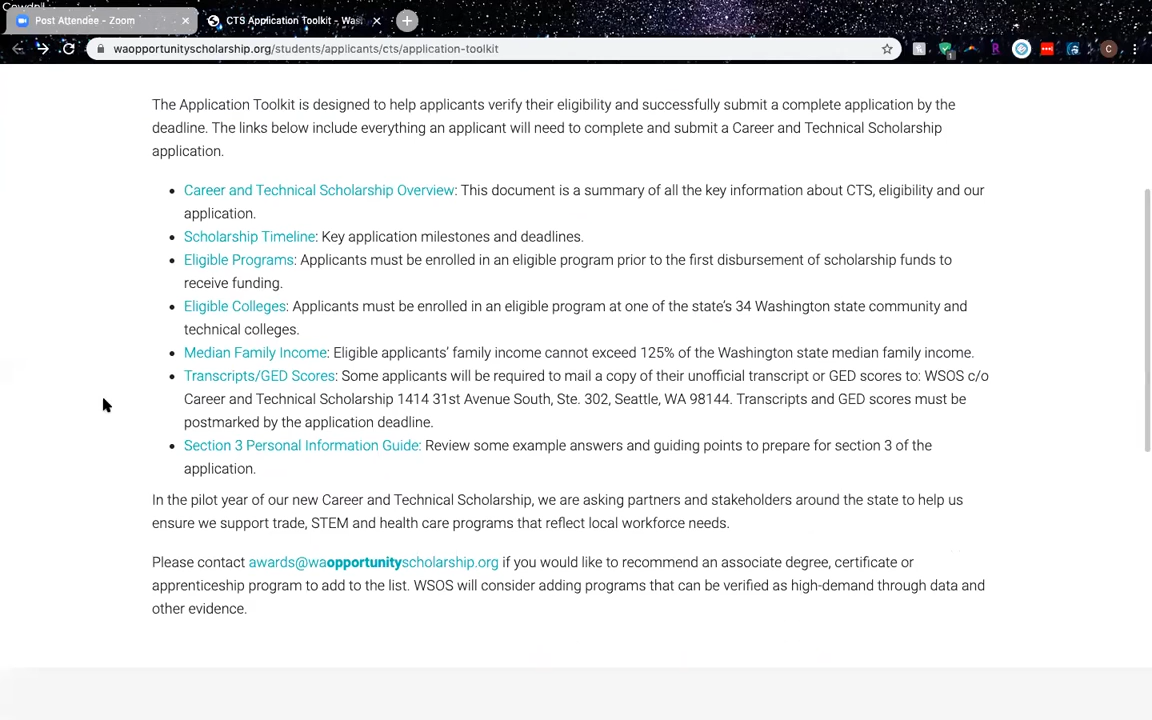 Post Attendee - Zoom
CTS Application Toolkit - Was
waopportunityscholarship.org/students/applicants/cts/application-toolkit
The Application Toolkit is designed to help applicants verify their eligibility and successfully submit a complete application by the
deadline. The links below include everything an applicant will need to complete and submit a Career and Technical Scholarship
application.
Career and Technical Scholarship Overview: This document is a summary of all the key information about CTS, eligibility and our
application.
Scholarship Timeline: Key application milestones and deadlines.
Eligible Programs: Applicants must be enrolled in an eligible program prior to the first disbursement of scholarship funds to
receive funding.
Eligible Colleges: Applicants must be enrolled in an eligible program at one of the state's 34 Washington state community and
technical colleges.
Median Family Income: Eligible applicants' family income cannot exceed 125% of the Washington state median family income.
Transcripts/GED Scores: Some applicants will be required to mail a copy of their unofficial transcript or GED scores to: WSOS c/o
Career and Technical Scholarship 1414 31st Avenue South, Ste. 302, Seattle, WA 98144. Transcripts and GED scores must be
postmarked by the application deadline.
Section 3 Personal Information Guide: Review some example answers and guiding points to prepare for section 3 of the
application.
In the pilot year of our new Career and Technical Scholarship, we are asking partners and stakeholders around the state to help us
ensure we support trade, STEM and health care programs that reflect local workforce needs.
Please contact awards@waopportunityscholarship.org if you would like to recommend an associate degree, certificate or
apprenticeship program to add to the list. WSOS will consider adding programs that can be verified as high-demand through data and
other evidence.